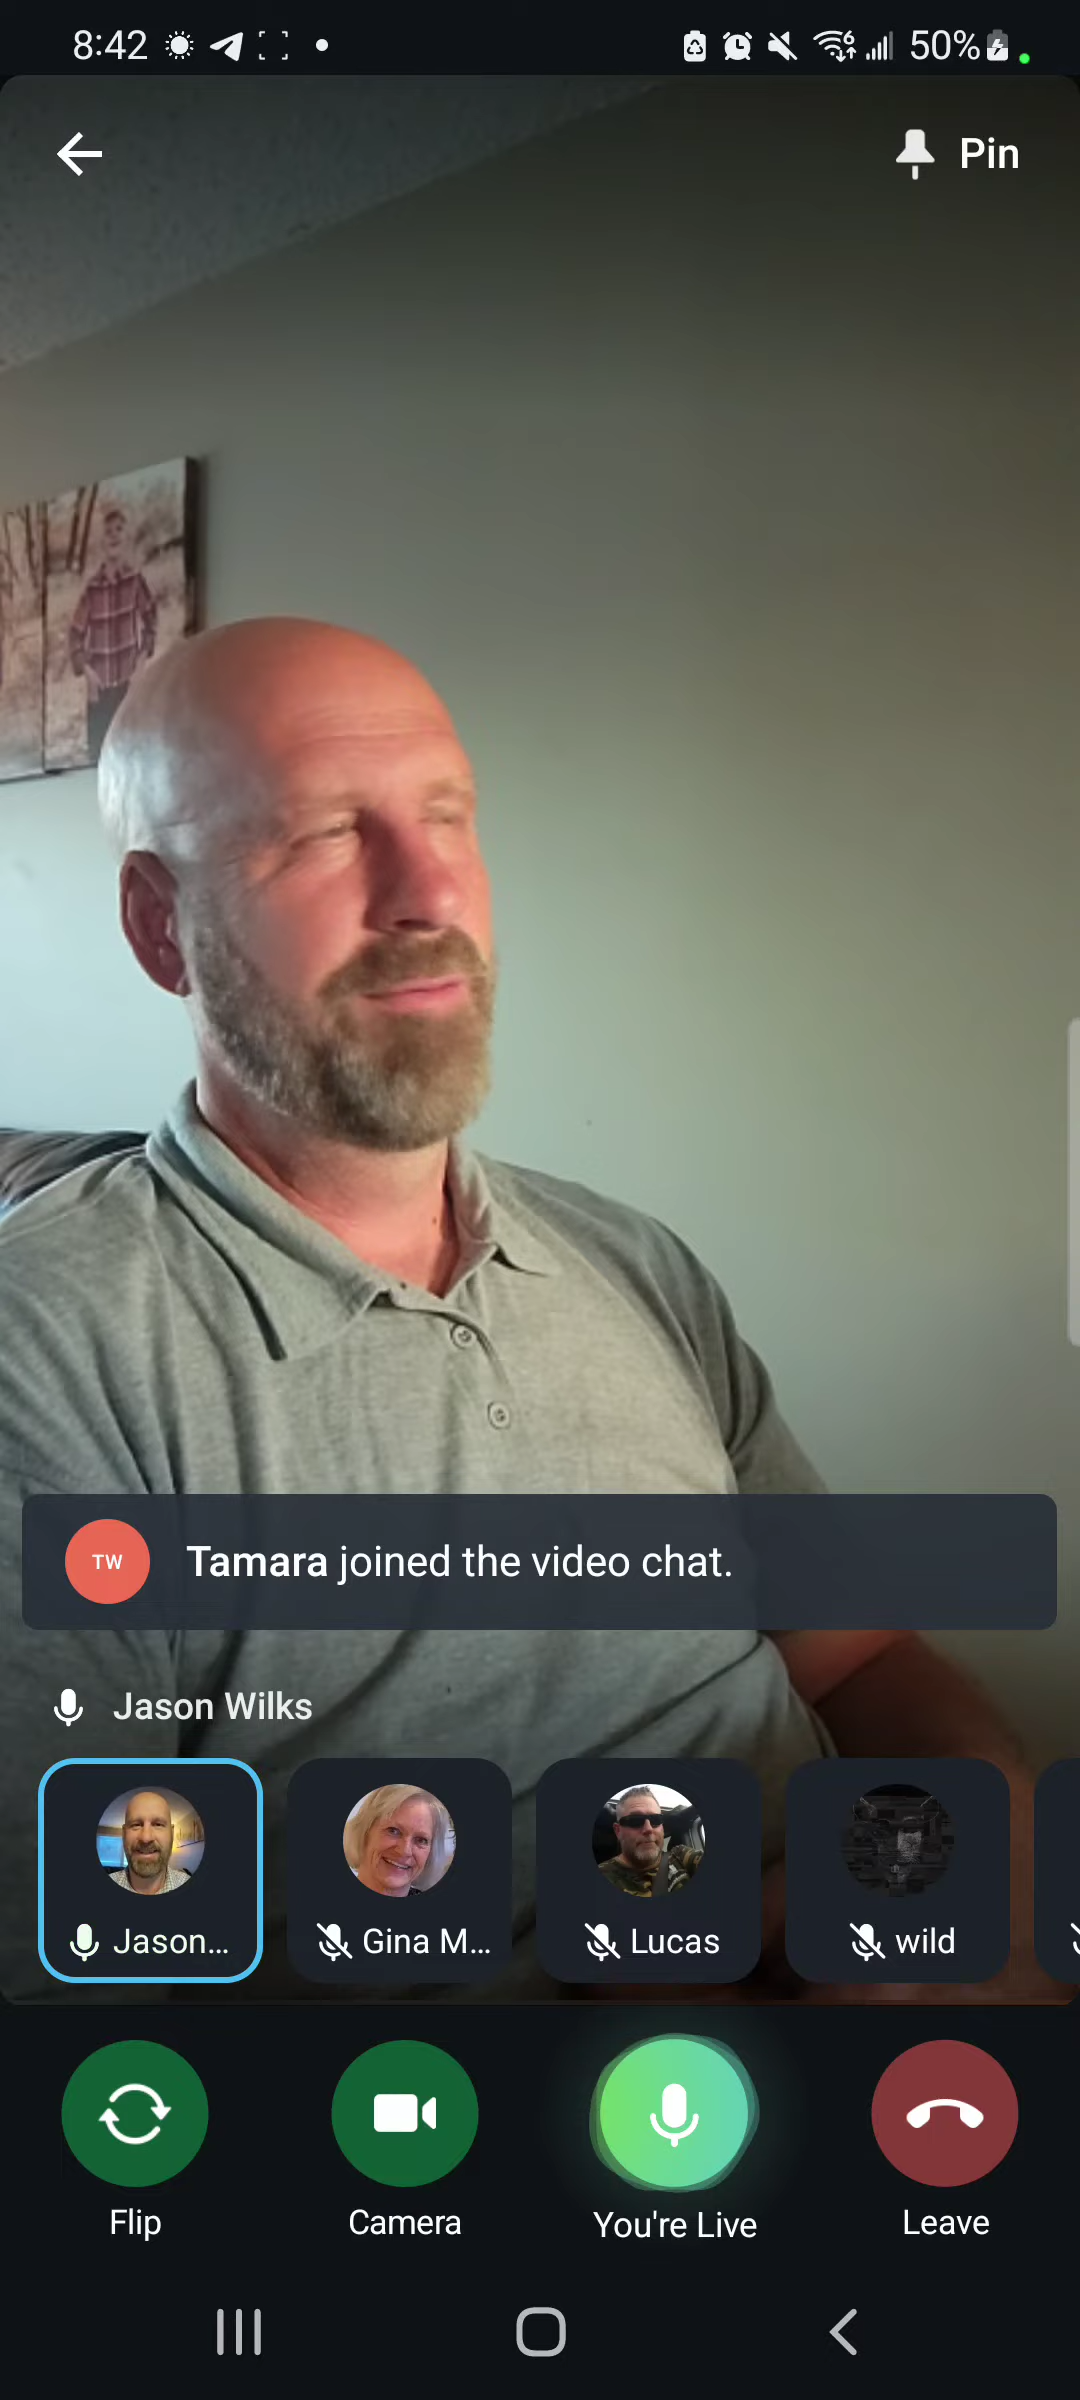 8:42
50%
Pin
TW
Tamara joined the video chat.
Jason Wilks
Jason...
Gina M...
Lucas
wild
Flip
Camera
You're Live
Leave